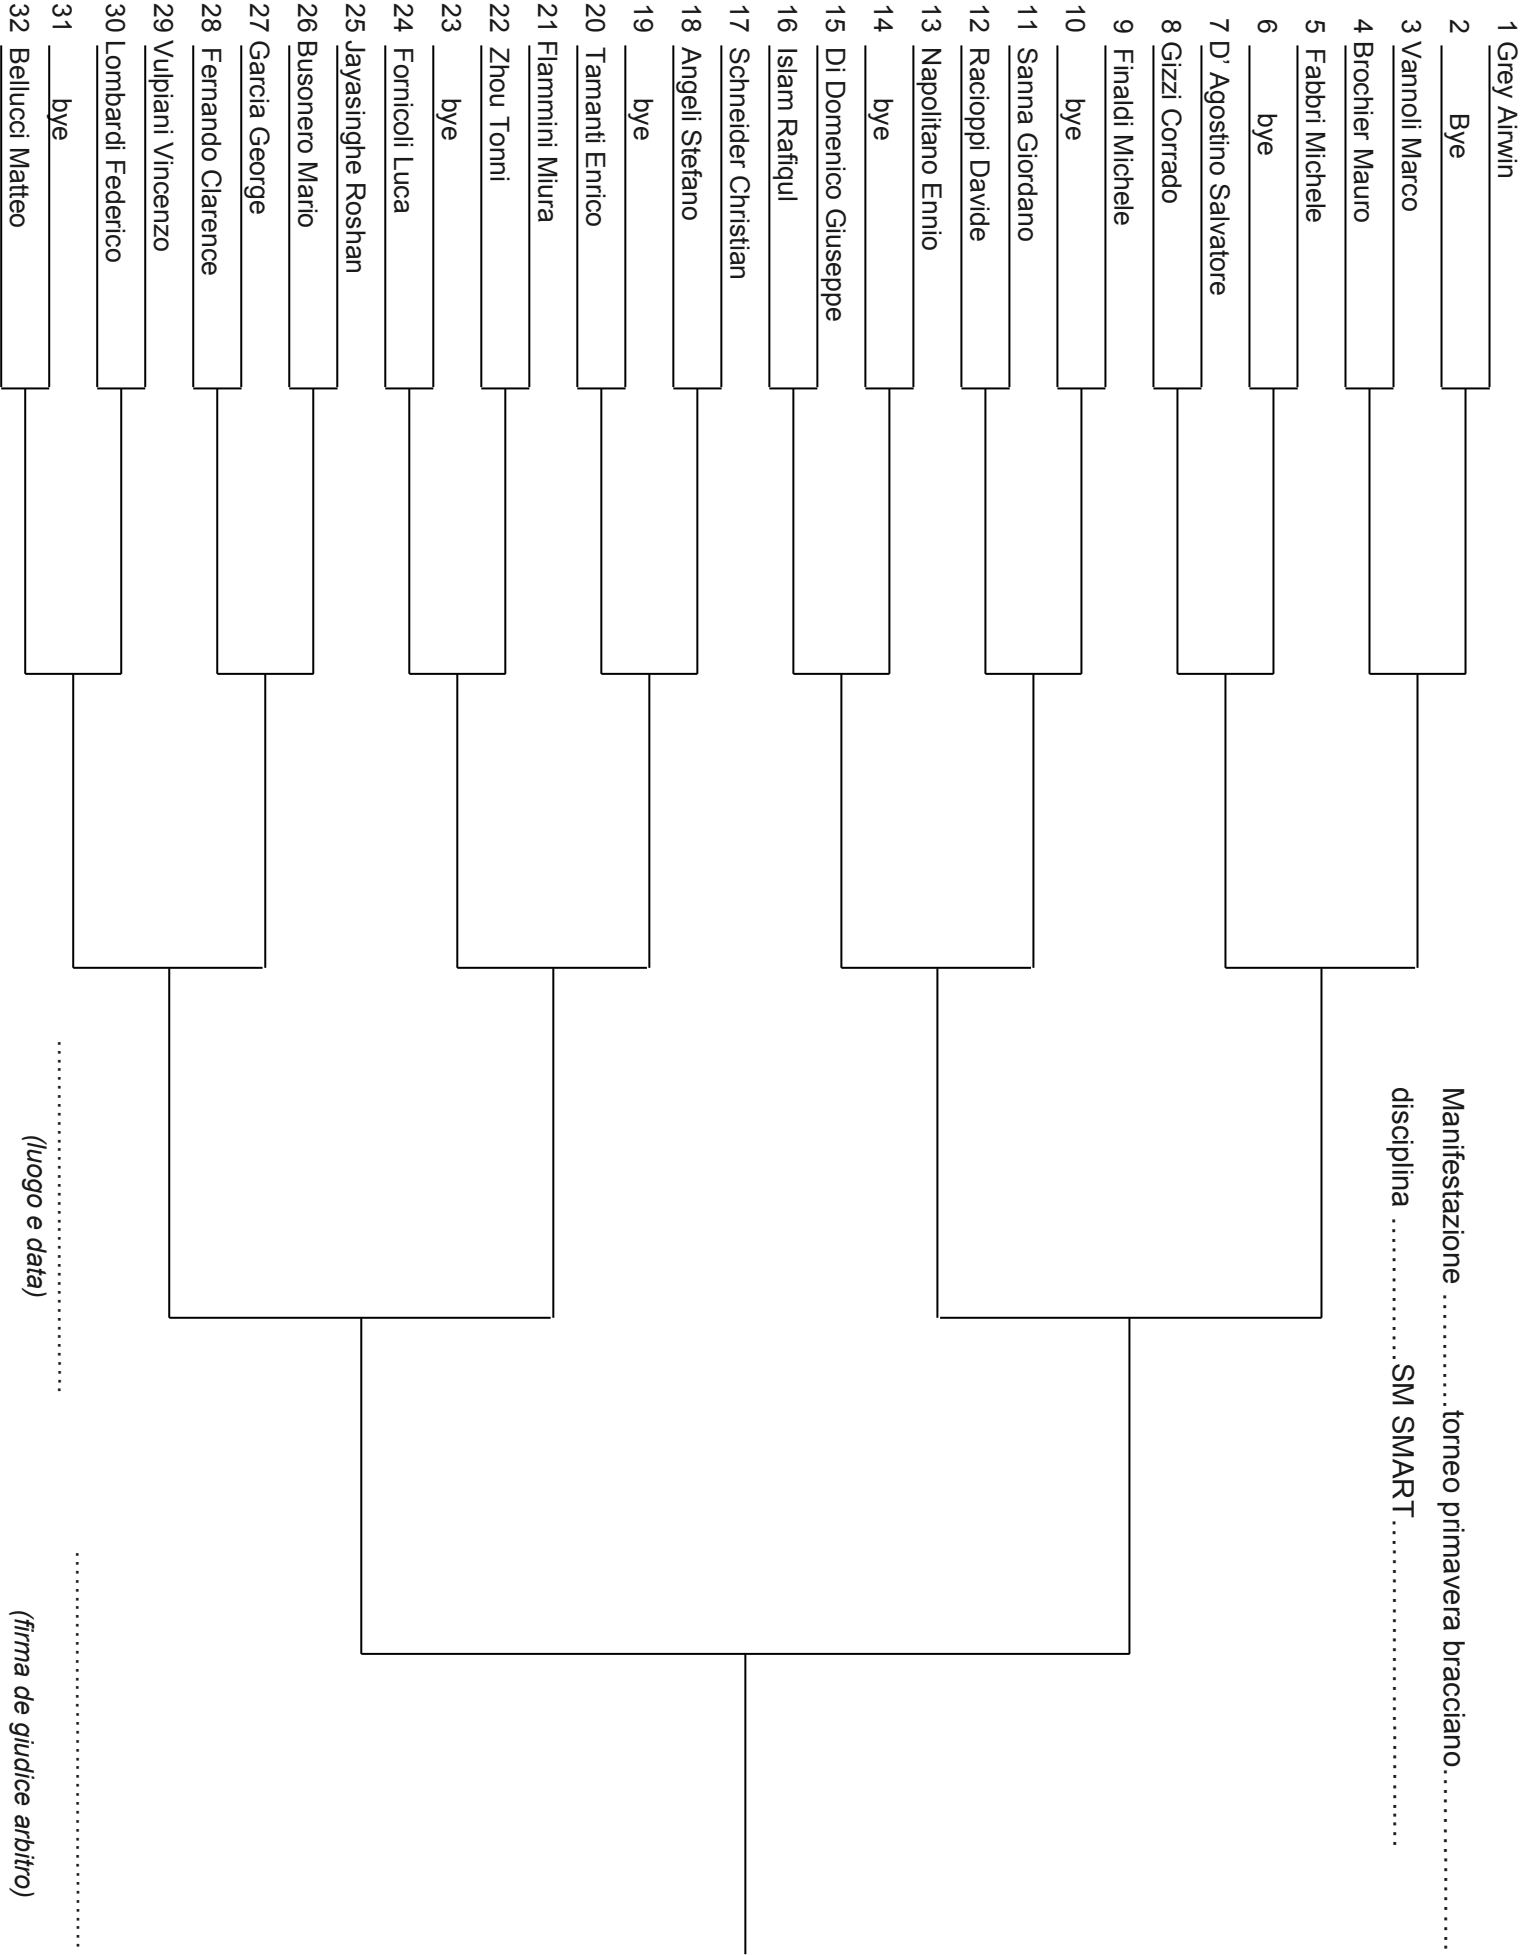 1 Grey Airwin
2 Bye
3 Vannoli Marco
4 Brochier Mauro
5 Fabbri Michele
6 bye
7 D’ Agostino Salvatore
8 Gizzi Corrado
9 Finaldi Michele
10 bye
11 Sanna Giordano
12 Racioppi Davide
13 Napolitano Ennio
14 bye
15 Di Domenico Giuseppe
16 Islam Rafiqul
17 Schneider Christian
18 Angeli Stefano
19 bye
20 Tamanti Enrico
21 Flammini Miura
22 Zhou Tonni
23 bye
24 Fornicoli Luca
25 Jayasinghe Roshan
26 Busonero Mario
27 Garcia George
28 Fernando Clarence
29 Vulpiani Vincenzo
30 Lombardi Federico
31 bye
32 Bellucci Matteo
Manifestazione ............torneo primavera bracciano....................
disciplina ................SM SMART....................................
(luogo e data)
(firma de giudice arbitro)